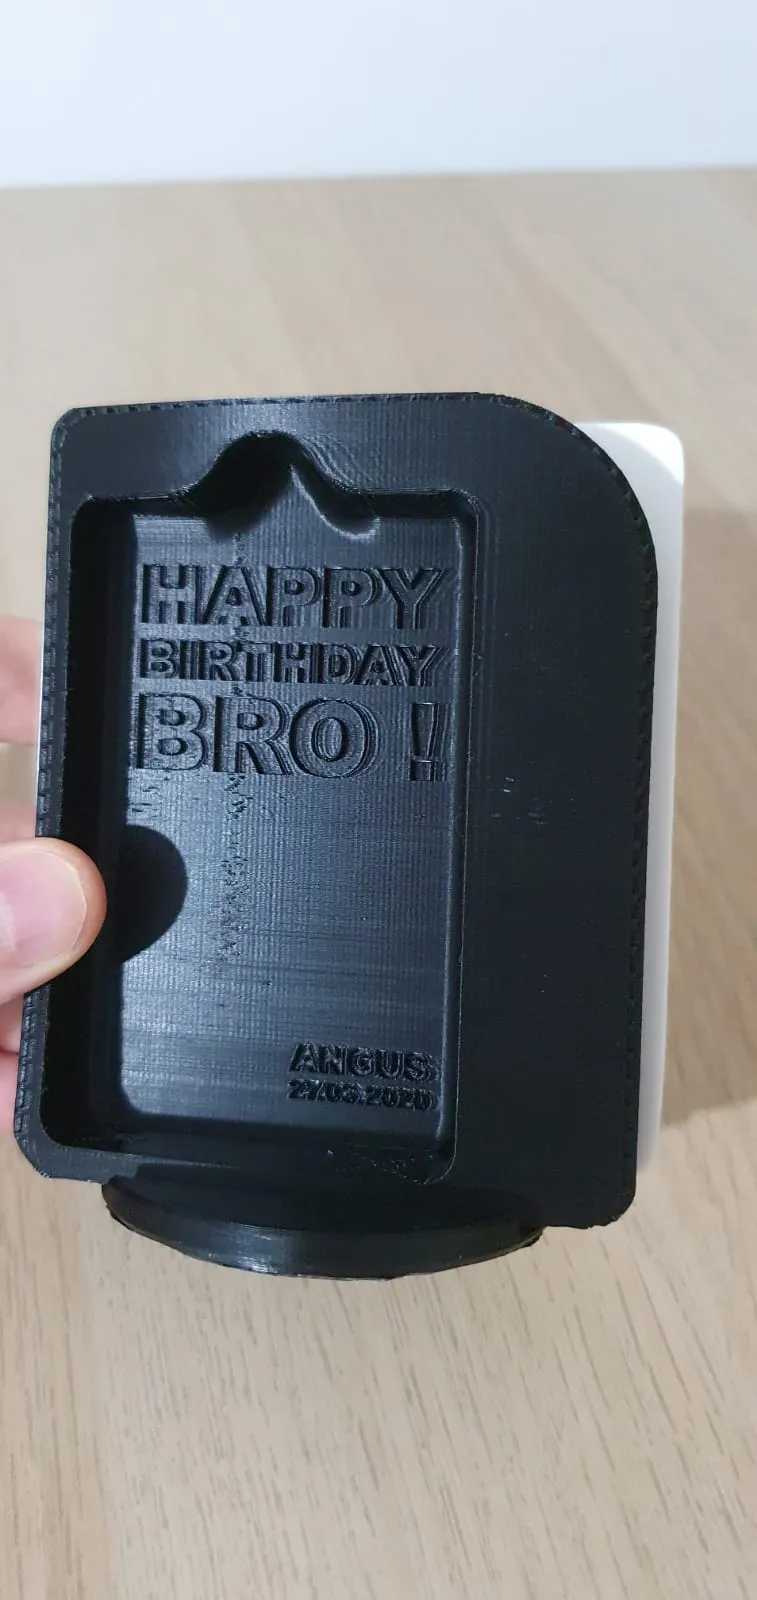 HAPPY
BIRTHDAY
BRO !
ANGUS
27.03.2020